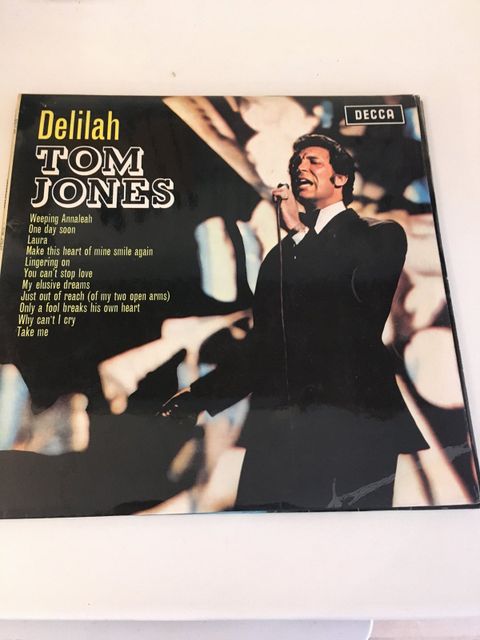 Delilah
DECCA
TOM
JONES
Weeping Annaleah
One day soon
Laura
Make this heart of mine smile again
Lingering on
You can't stop love
My elusive dreams
Just out of reach (of my two open arms)
Only a fool breaks his own heart
Why can't I cry
Take me